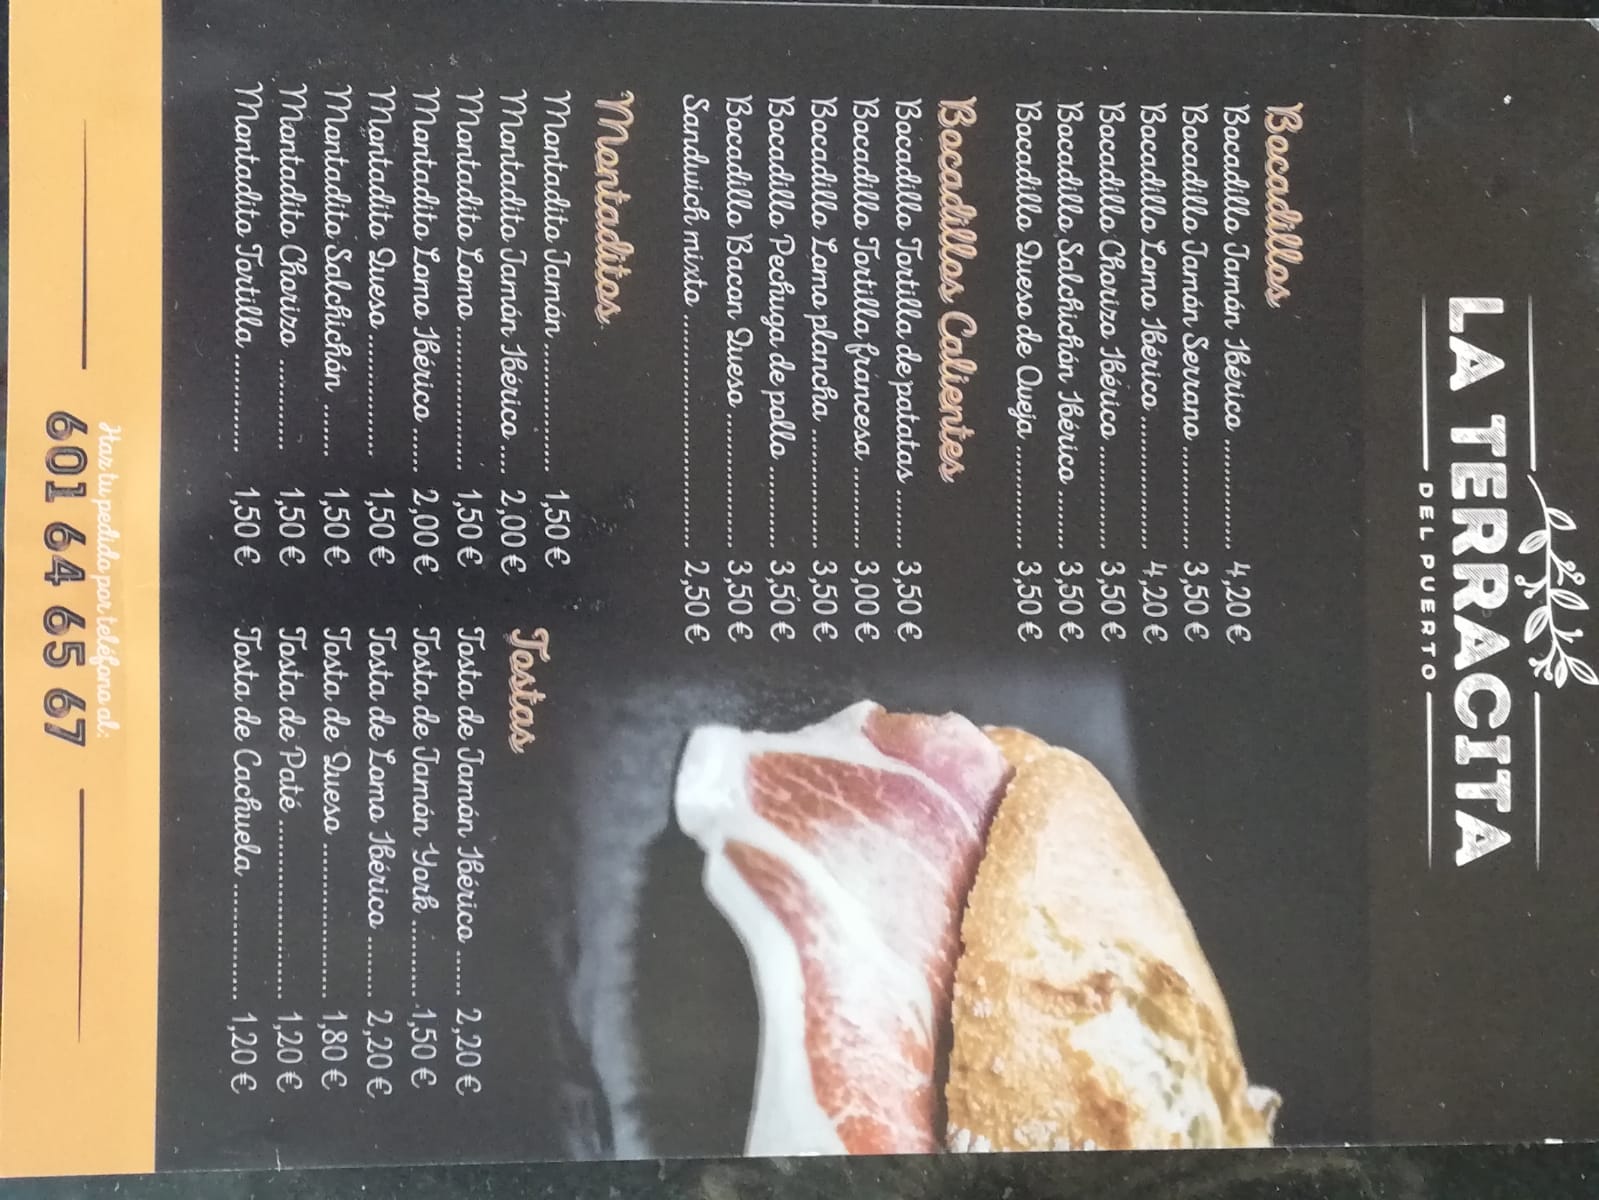 LA TERRACITA
DEL PUERTO
Bocadillos
Bocadillo Jamón Ibérico ............... 4,20 €
Bocadillo Jamón Serrano .............. 3,50 €
Bocadillo Lomo Ibérico .................. 4,20 €
Bocadillo Chorizo Ibérico .............. 3,50 €
Bocadillo Salchichón Ibérico ........ 3,50 €
Bocadillo Queso de Oueja .............. 3,50 €
Bocadillos Calientes
Bocadillo Tortilla de patatas ........ 3,50 €
Bocadillo Tortilla francesa ........... 3,00 €
Bocadillo Lomo plancha ................ 3,50 €
Bocadillo Pechuga de pollo ........... 3,50 €
Bocadillo Bacon Queso .................. 3,50 €
Sandwich mixto ................................ 2,50 €
Montaditos
Montadito Jamón ................. 1,50 €
Montadito Jamón Ibérico .... 2,00 €
Montadito Lomo ................... 1,50 €
Montadito Lomo Ibérico ...... 2,00 €
Montadito Queso ................ 1,50 €
Montadito Salchichón ....... 1,50 €
Montadito Chorizo ............ 1,50 €
Montadito Tortilla ............. 1,50 €
Tostas
Tosta de Jamón Ibérico ...... 2,20 €
Tosta de Jamón York .......... 1,50 €
Tosta de Lomo Ibérico ........ 2,20 €
Tosta de Queso ..................... 1,80 €
Tosta de Paté ........................ 1,20 €
Tosta de Cachuela ............... 1,20 €
Haz tu pedido por teléfono al:
601 64 65 67